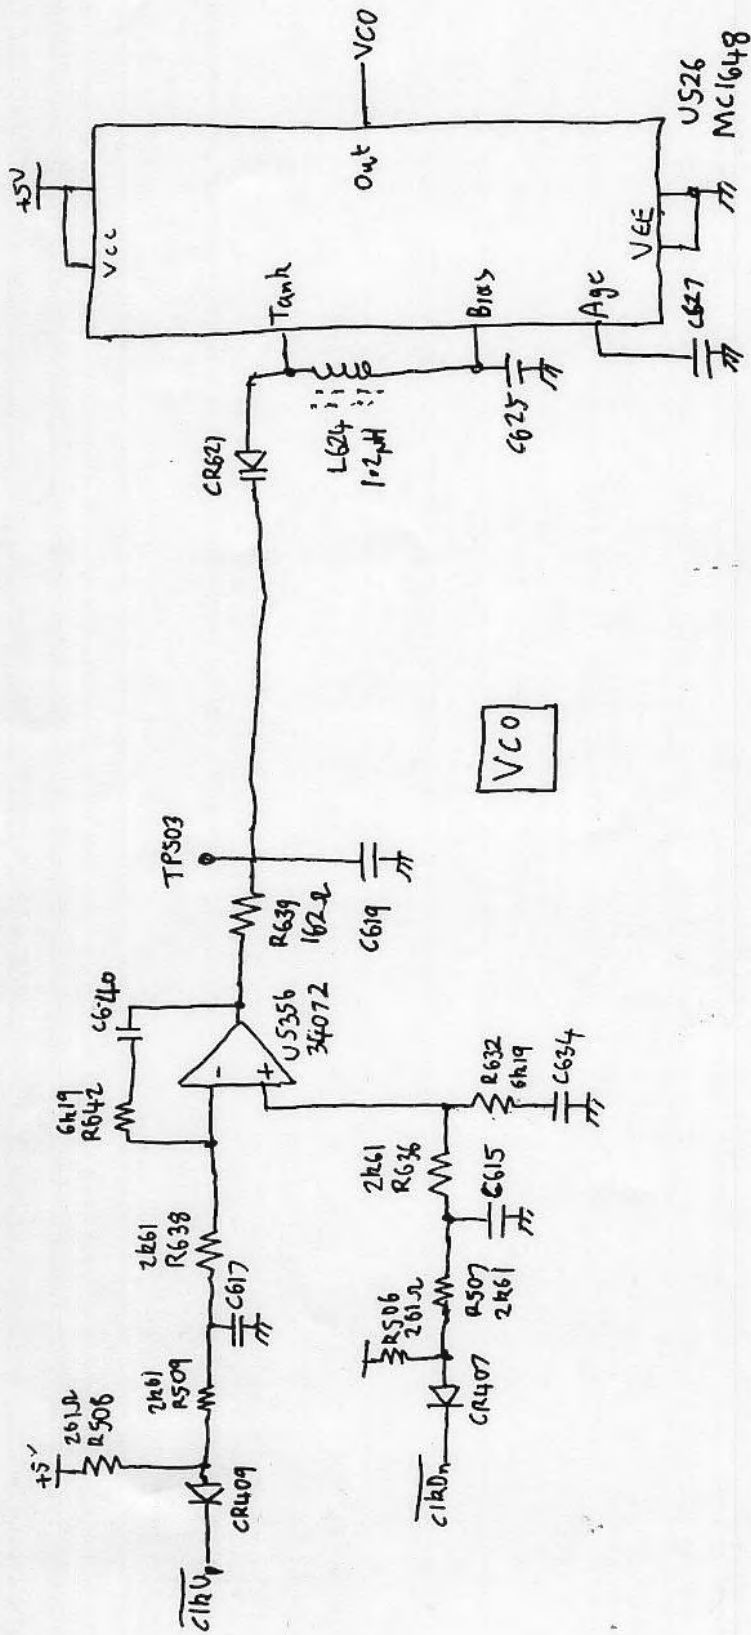 +5V
VCC
Tank
Out
VCO
Bias
Agc
VEE
U526
MC1648
C627
C625
L624
1.2µH
CR621
VCO
TP503
R639
162Ω
C619
C640
6k19
R642
U535b
34072
R632
6k19
C634
2k61
R636
C615
2k61
R638
C617
R506
261Ω
R507
2k61
2k61
R509
+5V
261Ω
R508
CR409
CR407
ClkUp
ClkDn